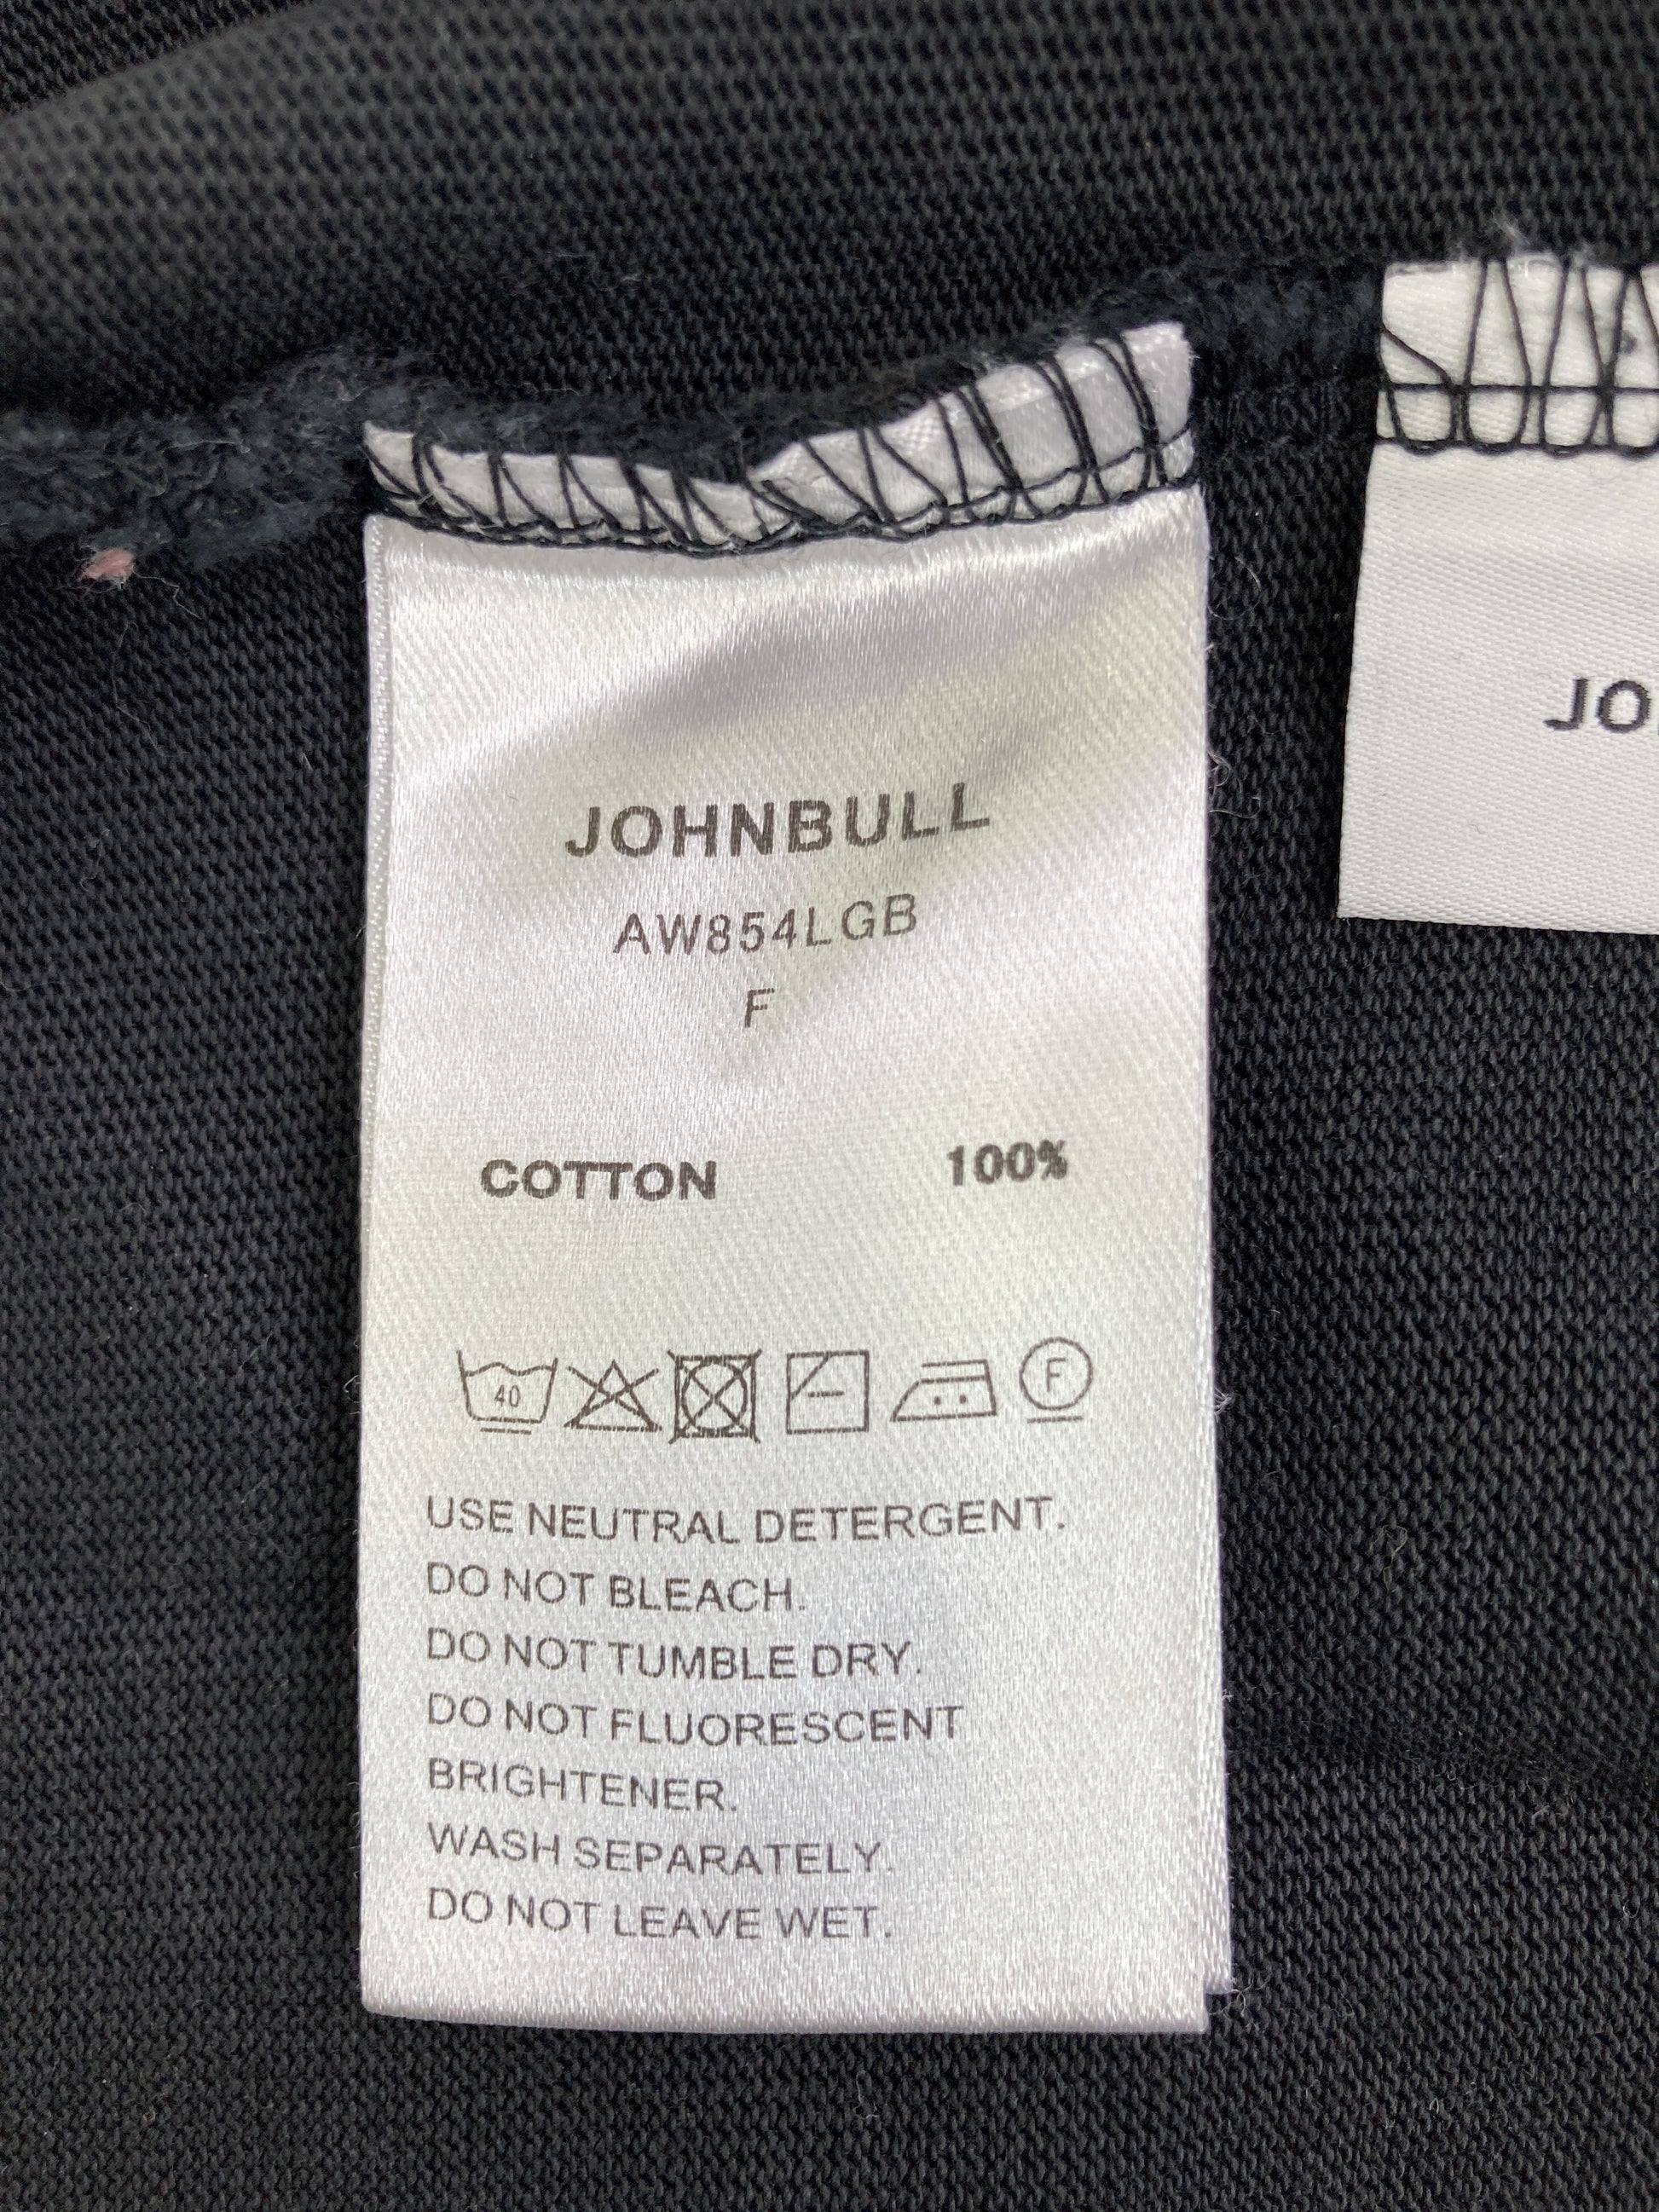 JOHNBULL
AW854LGB
F
COTTON 100%
40
F
USE NEUTRAL DETERGENT.
DO NOT BLEACH.
DO NOT TUMBLE DRY.
DO NOT FLUORESCENT
BRIGHTENER.
WASH SEPARATELY.
DO NOT LEAVE WET.
JO